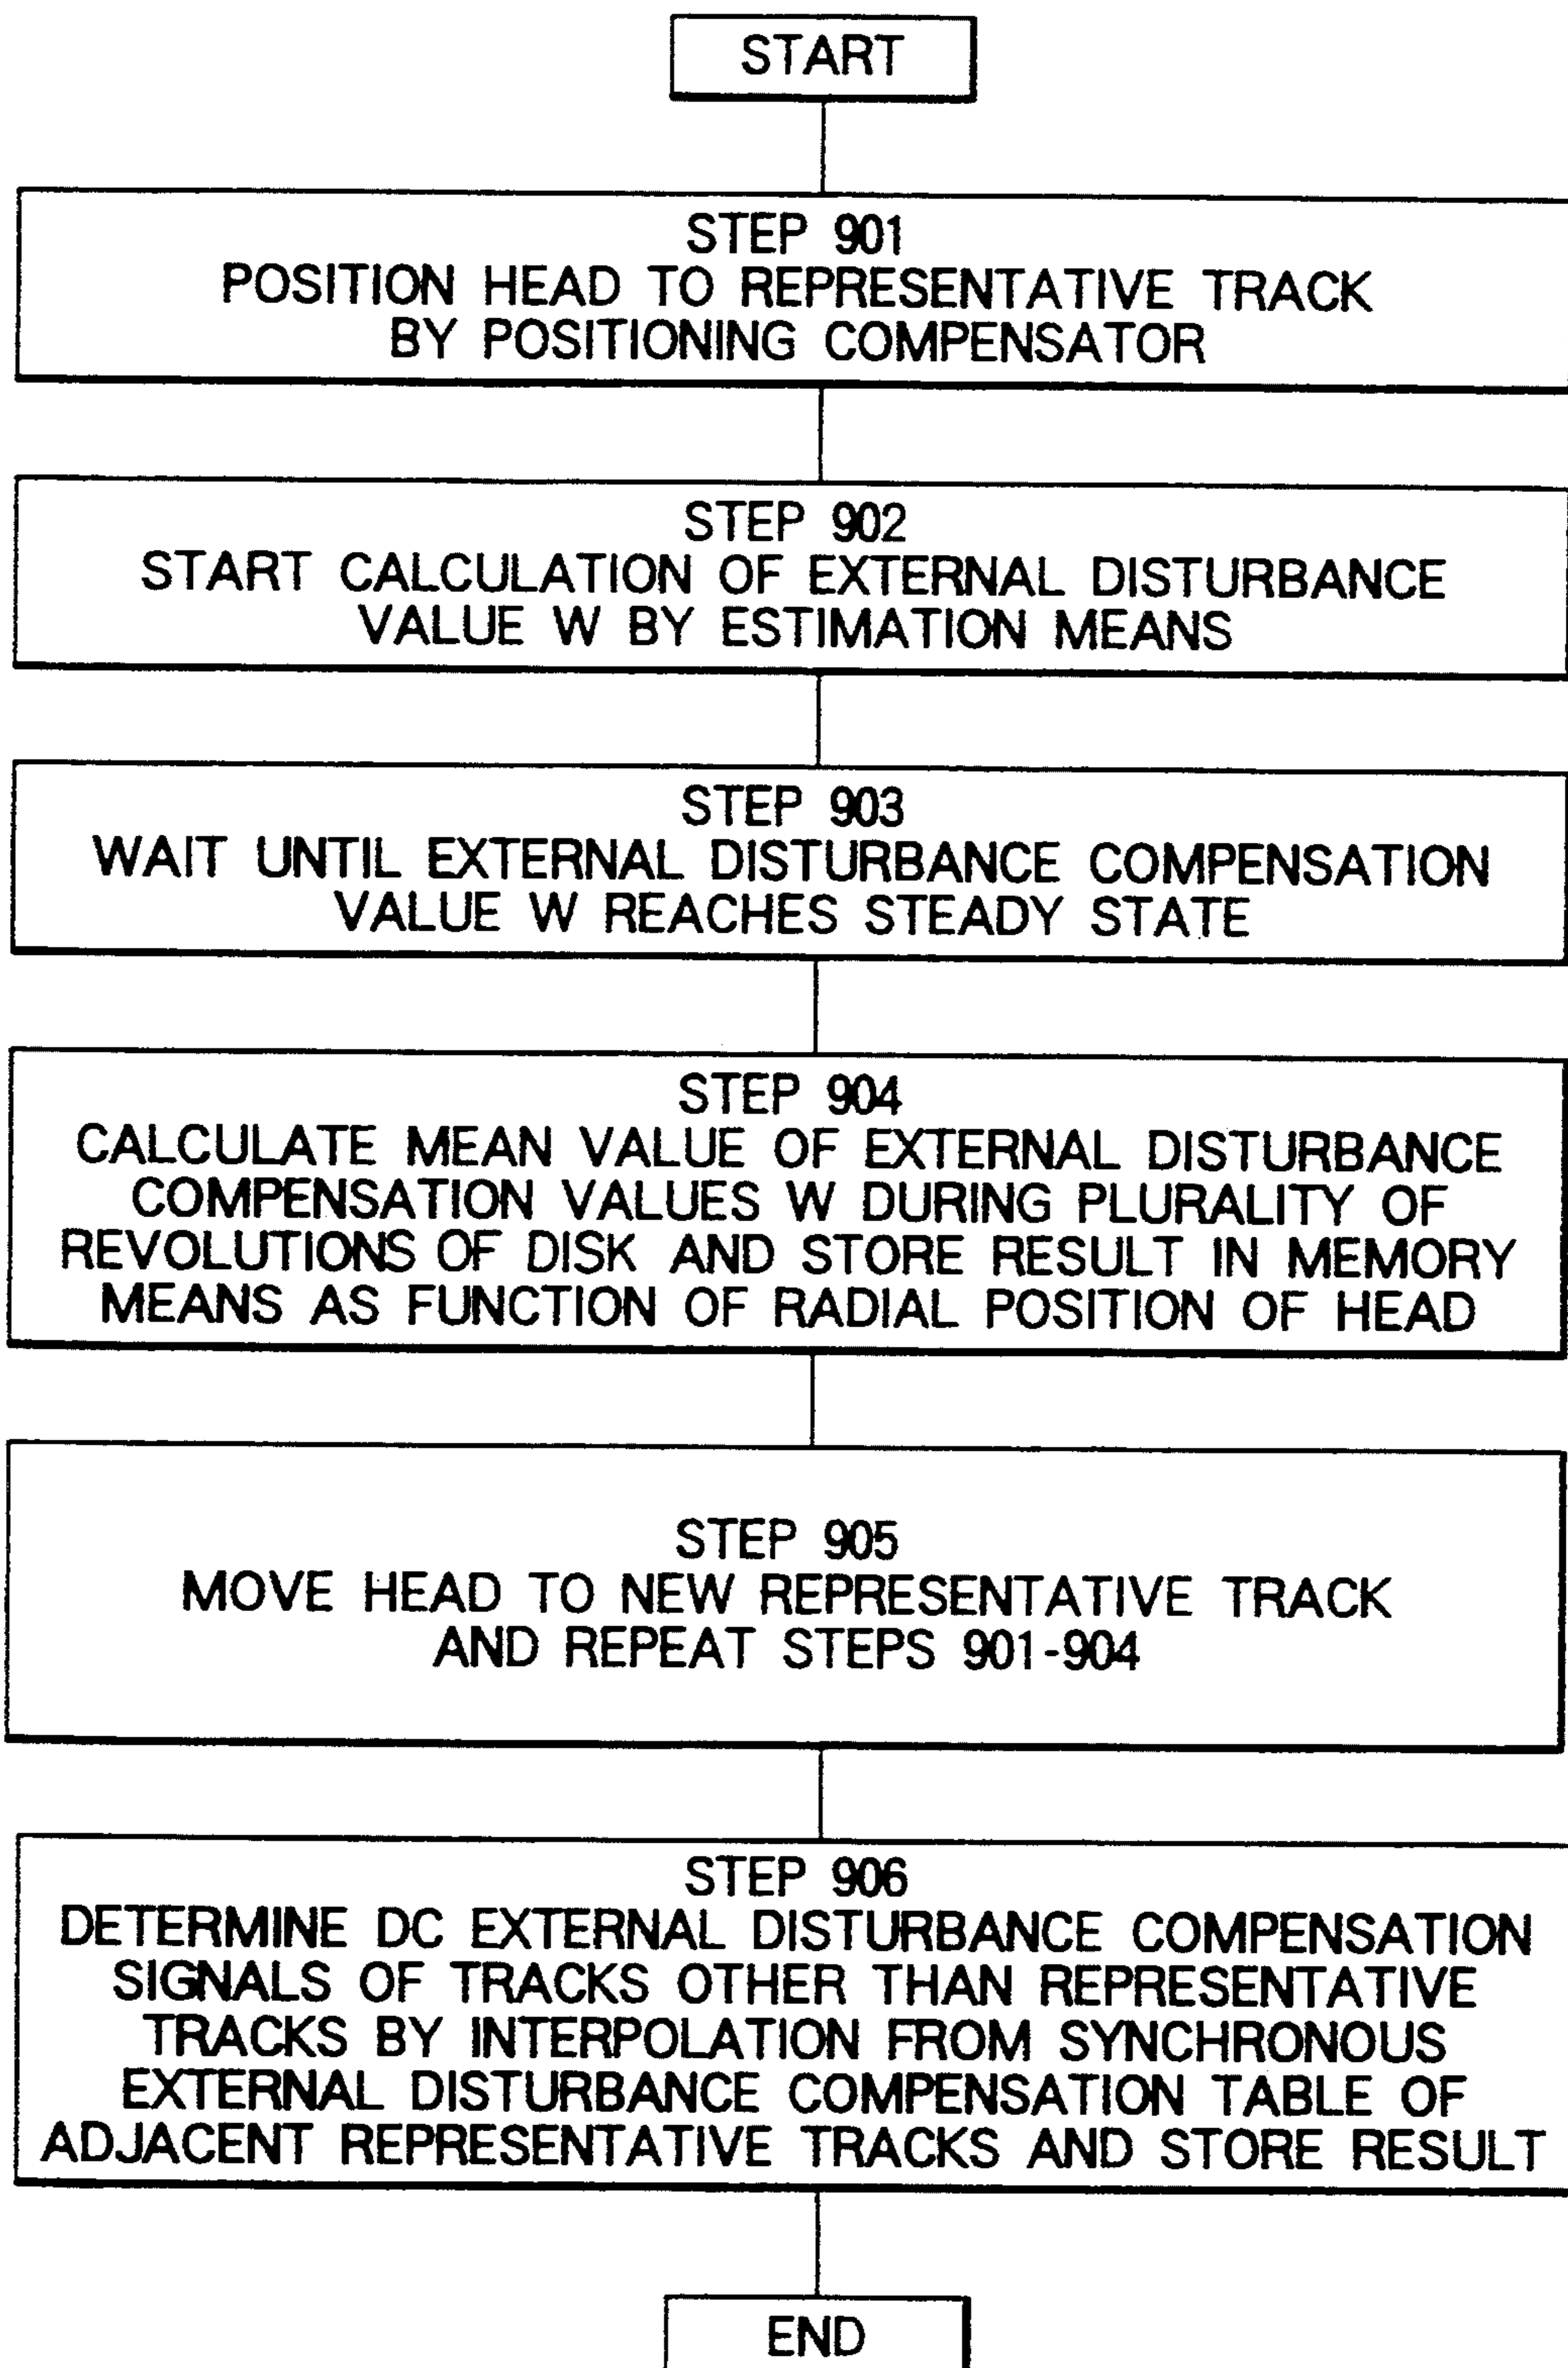 START
STEP 901
POSITION HEAD TO REPRESENTATIVE TRACK
BY POSITIONING COMPENSATOR
STEP 902
START CALCULATION OF EXTERNAL DISTURBANCE
VALUE W BY ESTIMATION MEANS
STEP 903
WAIT UNTIL EXTERNAL DISTURBANCE COMPENSATION
VALUE W REACHES STEADY STATE
STEP 904
CALCULATE MEAN VALUE OF EXTERNAL DISTURBANCE
COMPENSATION VALUES W DURING PLURALITY OF
REVOLUTIONS OF DISK AND STORE RESULT IN MEMORY
MEANS AS FUNCTION OF RADIAL POSITION OF HEAD
STEP 905
MOVE HEAD TO NEW REPRESENTATIVE TRACK
AND REPEAT STEPS 901-904
STEP 906
DETERMINE DC EXTERNAL DISTURBANCE COMPENSATION
SIGNALS OF TRACKS OTHER THAN REPRESENTATIVE
TRACKS BY INTERPOLATION FROM SYNCHRONOUS
EXTERNAL DISTURBANCE COMPENSATION TABLE OF
ADJACENT REPRESENTATIVE TRACKS AND STORE RESULT
END